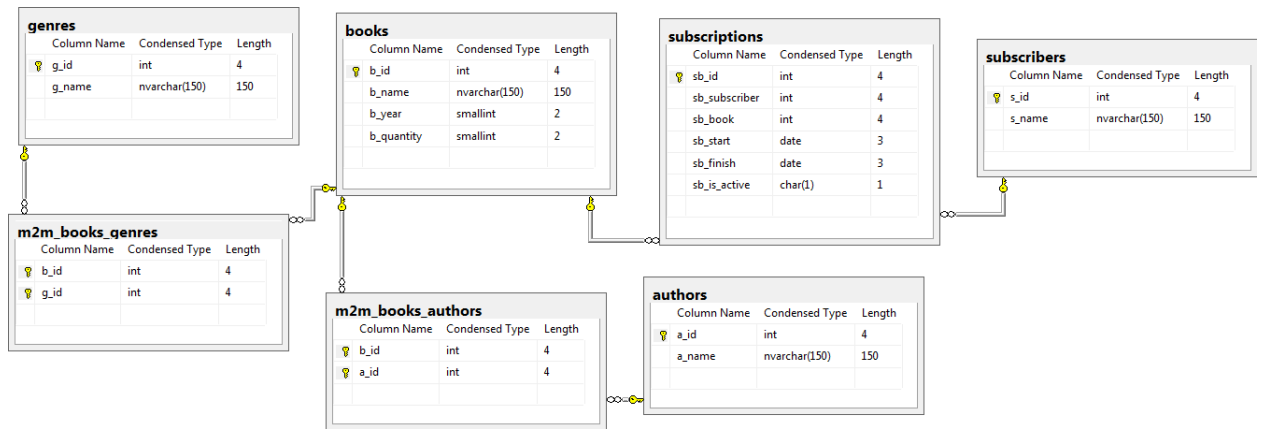 genres
Column Name Condensed Type Length
g_id int 4
g_name nvarchar(150) 150
books
Column Name Condensed Type Length
b_id int 4
b_name nvarchar(150) 150
b_year smallint 2
b_quantity smallint 2
subscriptions
Column Name Condensed Type Length
sb_id int 4
sb_subscriber int 4
sb_book int 4
sb_start date 3
sb_finish date 3
sb_is_active char(1) 1
subscribers
Column Name Condensed Type Length
s_id int 4
s_name nvarchar(150) 150
m2m_books_genres
Column Name Condensed Type Length
b_id int 4
g_id int 4
m2m_books_authors
Column Name Condensed Type Length
b_id int 4
a_id int 4
authors
Column Name Condensed Type Length
a_id int 4
a_name nvarchar(150) 150